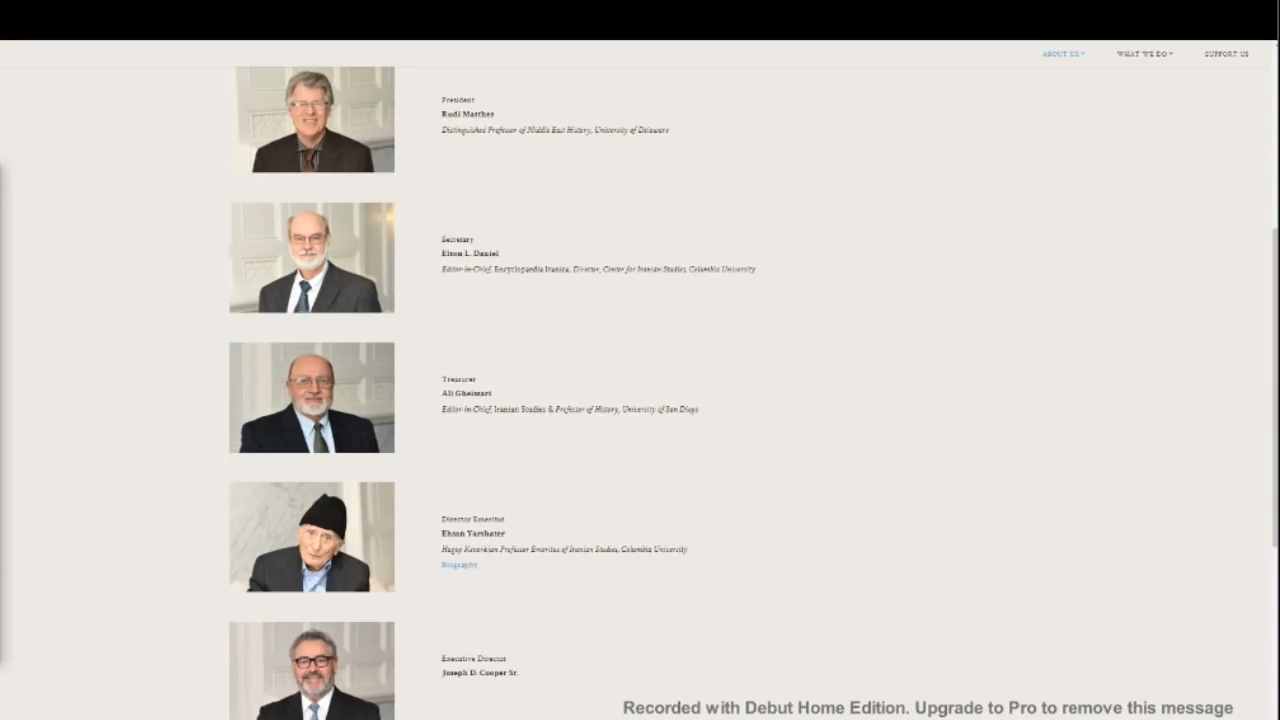 ABOUT US
WHAT WE DO
SUPPORT US
President
Rudi Matthee
Distinguished Professor of Middle East History, University of Delaware
Secretary
Elton L. Daniel
Editor-in-Chief, Encyclopaedia Iranica, Director, Center for Iranian Studies, Columbia University
Treasurer
Ali Gheissari
Editor-in-Chief, Iranian Studies & Professor of History, University of San Diego
Director Emeritus
Ehsan Yarshater
Hagop Kevorkian Professor Emeritus of Iranian Studies, Columbia University
Biography
Executive Director
Joseph D. Cooper Sr.
Recorded with Debut Home Edition. Upgrade to Pro to remove this message